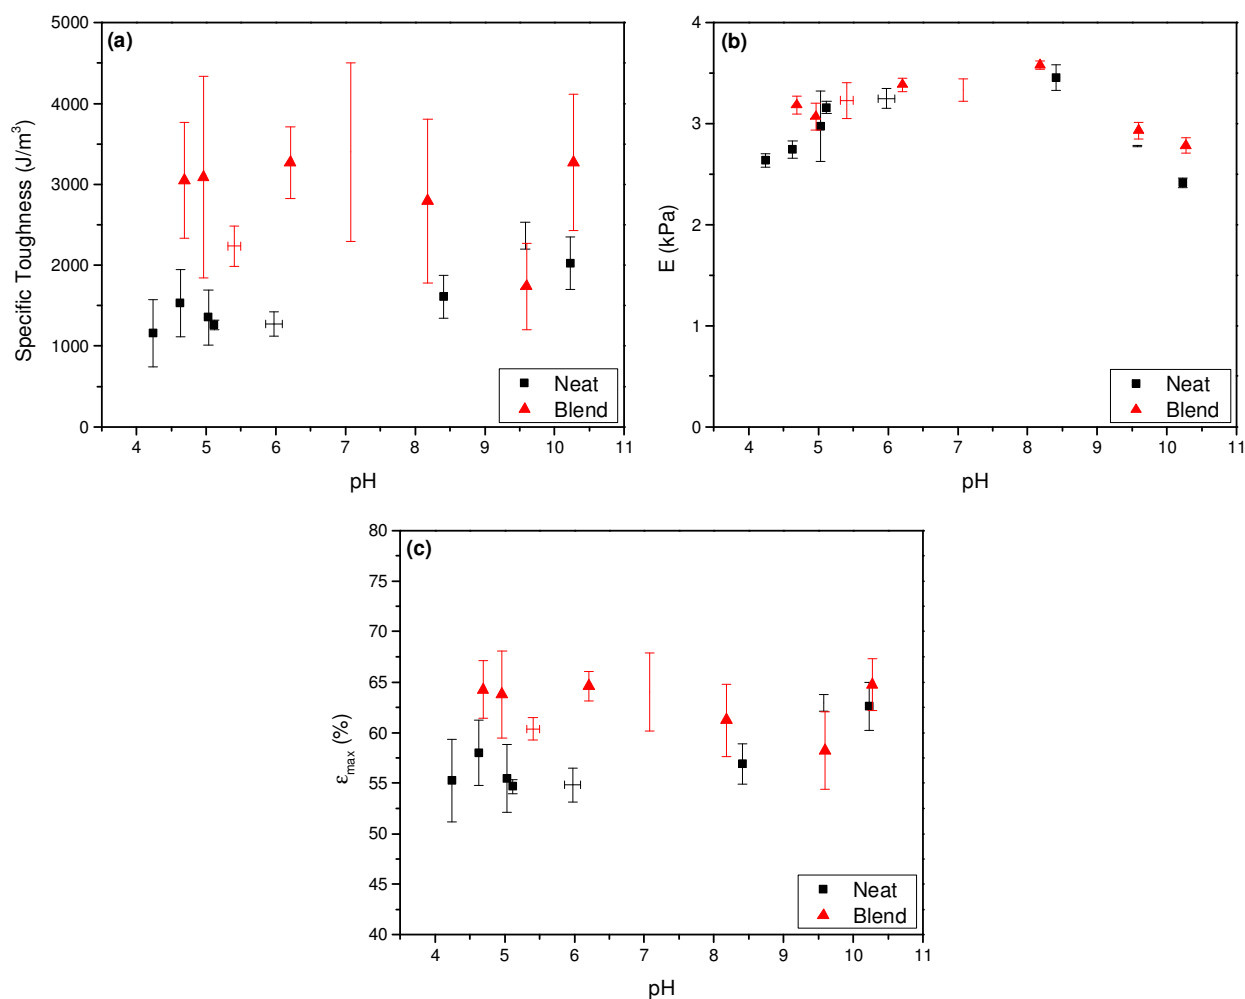 (a)
Specific Toughness (J/m³)
5000
4000
3000
2000
1000
0
4 5 6 7 8 9 10 11
pH
Neat
Blend
(b)
E (kPa)
4
3
2
1
0
4 5 6 7 8 9 10 11
pH
Neat
Blend
(c)
εmax (%)
80
75
70
65
60
55
50
45
40
4 5 6 7 8 9 10 11
pH
Neat
Blend